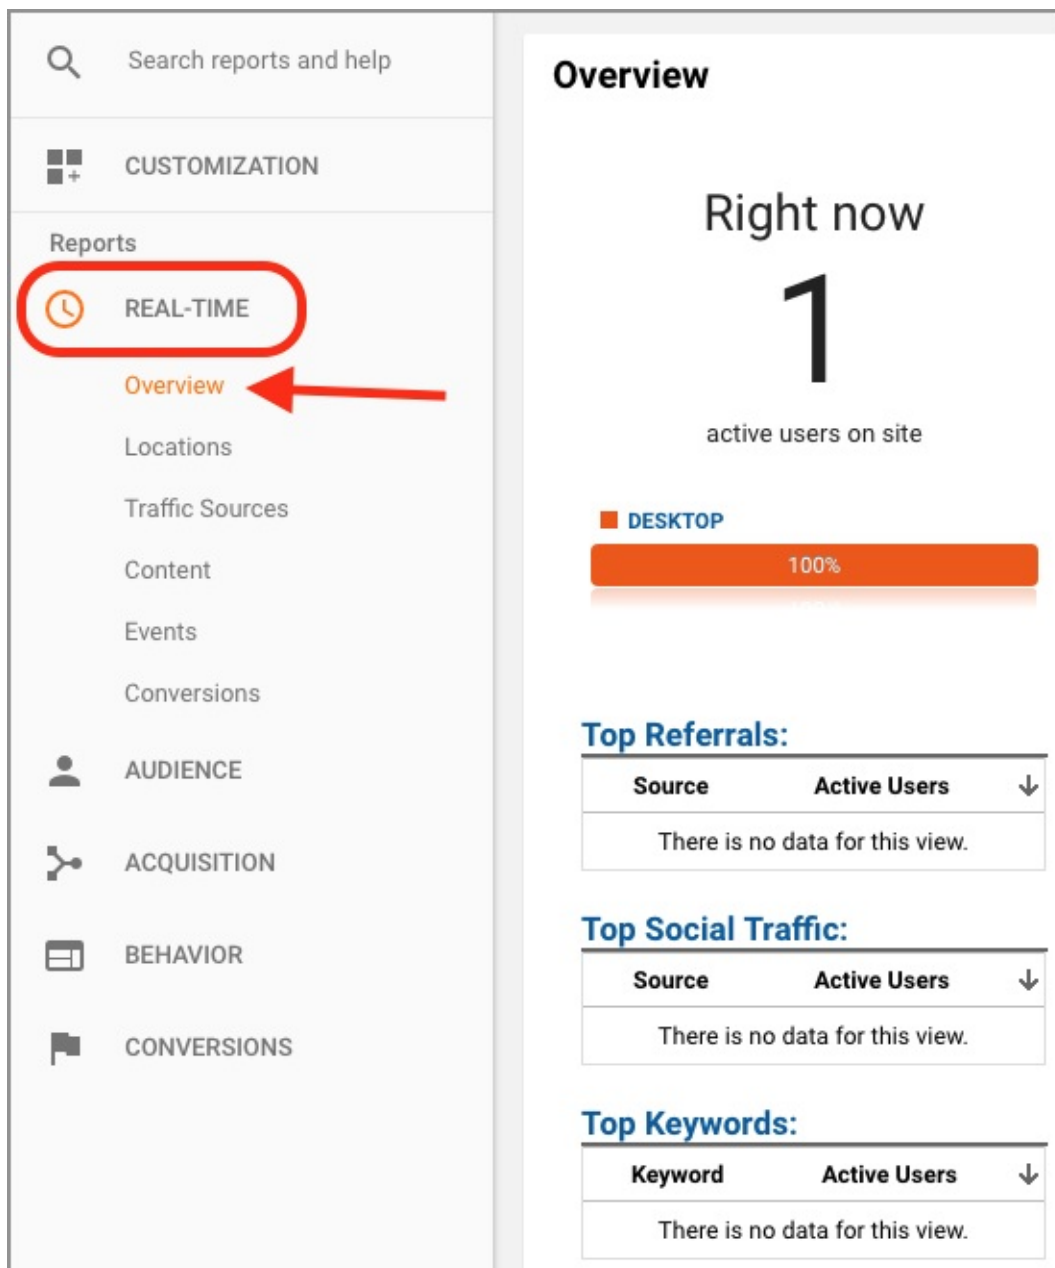 Search reports and help
CUSTOMIZATION
Reports
REAL-TIME
Overview
Locations
Traffic Sources
Content
Events
Conversions
AUDIENCE
ACQUISITION
BEHAVIOR
CONVERSIONS
Overview
Right now
1
active users on site
DESKTOP
100%
Top Referrals:
Source Active Users
There is no data for this view.
Top Social Traffic:
Source Active Users
There is no data for this view.
Top Keywords:
Keyword Active Users
There is no data for this view.